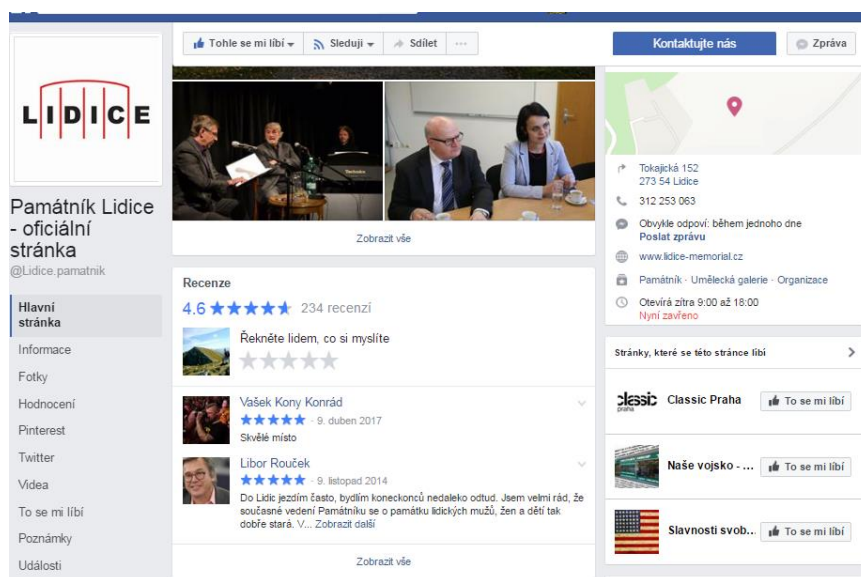 Tohle se mi líbí
Sleduji
Sdílet
Kontaktujte nás
Zpráva
LIDICE
Památník Lidice
- oficiální
stránka
@Lidice.pamatnik
Hlavní
stránka
Informace
Fotky
Hodnocení
Pinterest
Twitter
Videa
To se mi líbí
Poznámky
Události
Zobrazit vše
Recenze
4.6 234 recenzí
Řekněte lidem, co si myslíte
Vašek Kony Konrád
· 9. duben 2017
Skvělé místo
Libor Rouček
· 9. listopad 2014
Do Lidic jezdím často, bydlím koneckonců nedaleko odtud. Jsem velmi rád, že
současné vedení Památníku se o památku lidických mužů, žen a dětí tak
dobře stará. V... Zobrazit další
Zobrazit vše
Tokajická 152
273 54 Lidice
312 253 063
Obvykle odpoví: během jednoho dne
Poslat zprávu
www.lidice-memorial.cz
Památník · Umělecká galerie · Organizace
Otevírá zítra 9:00 až 18:00
Nyní zavřeno
Stránky, které se této stránce líbí
classic
praha
Classic Praha
To se mi líbí
Naše vojsko - ...
To se mi líbí
Slavnosti svob...
To se mi líbí